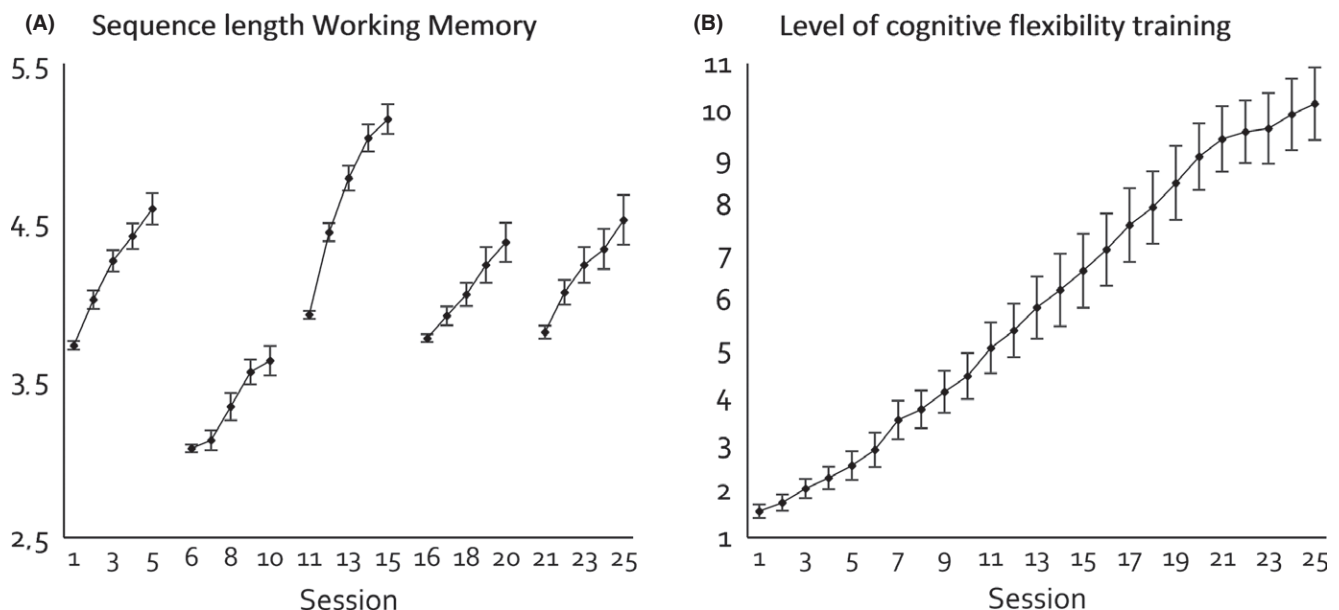 (A) Sequence length Working Memory
5,5
4,5
3,5
2,5
1 3 5 6 8 10 11 13 15 16 18 20 21 23 25
Session
(B) Level of cognitive flexibility training
11
10
9
8
7
6
5
4
3
2
1
1 3 5 7 9 11 13 15 17 19 21 23 25
Session